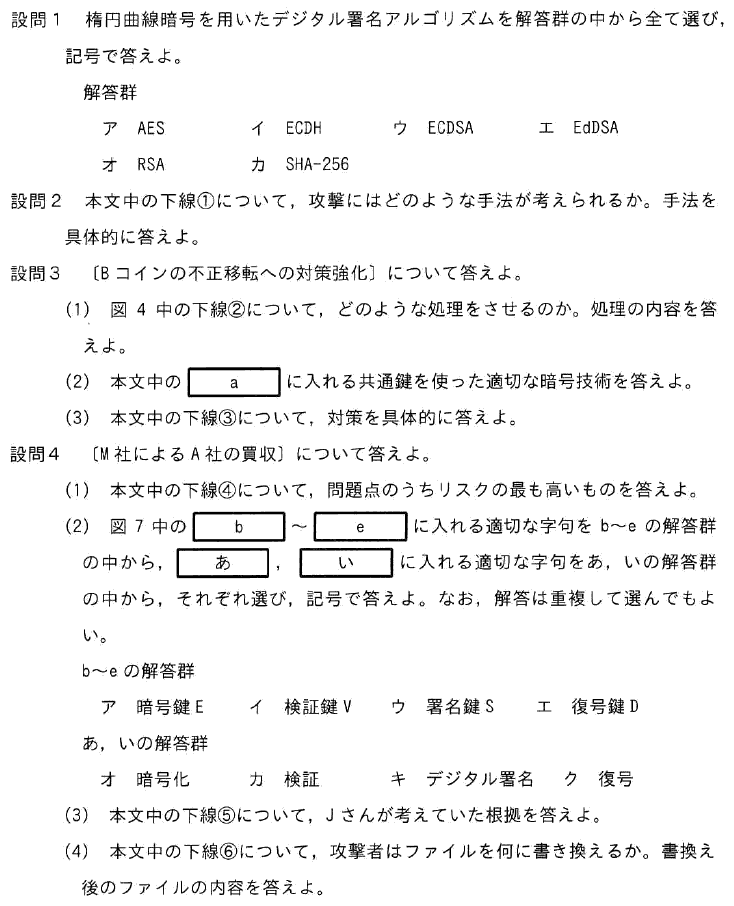 設問１　楕円曲線暗号を用いたデジタル署名アルゴリズムを解答群の中から全て選び，
記号で答えよ。
解答群
ア　AES　　イ　ECDH　　ウ　ECDSA　　エ　EdDSA
オ　RSA　　カ　SHA-256
設問２　本文中の下線①について，攻撃にはどのような手法が考えられるか。手法を
具体的に答えよ。
設問３　〔Bコインの不正移転への対策強化〕について答えよ。
(1)　図 4 中の下線②について，どのような処理をさせるのか。処理の内容を答
えよ。
(2)　本文中の a に入れる共通鍵を使った適切な暗号技術を答えよ。
(3)　本文中の下線③について，対策を具体的に答えよ。
設問４　〔M社によるA社の買収〕について答えよ。
(1)　本文中の下線④について，問題点のうちリスクの最も高いものを答えよ。
(2)　図 7 中の b ～ e に入れる適切な字句を b～e の解答群
の中から， あ ， い に入れる適切な字句をあ，いの解答群
の中から，それぞれ選び，記号で答えよ。なお，解答は重複して選んでもよ
い。
b～e の解答群
ア　暗号鍵E　　イ　検証鍵V　　ウ　署名鍵S　　エ　復号鍵D
あ，いの解答群
オ　暗号化　　カ　検証　　キ　デジタル署名　　ク　復号
(3)　本文中の下線⑤について，Jさんが考えていた根拠を答えよ。
(4)　本文中の下線⑥について，攻撃者はファイルを何に書き換えるか。書換え
後のファイルの内容を答えよ。